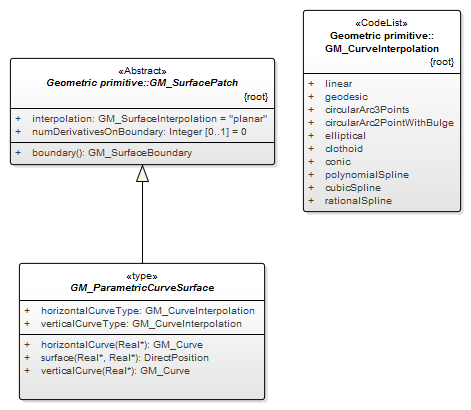 «Abstract»
Geometric primitive::GM_SurfacePatch
{root}
+ interpolation: GM_SurfaceInterpolation = "planar"
+ numDerivativesOnBoundary: Integer [0..1] = 0
+ boundary(): GM_SurfaceBoundary
«CodeList»
Geometric primitive::
GM_CurveInterpolation
{root}
+ linear
+ geodesic
+ circularArc3Points
+ circularArc2PointWithBulge
+ elliptical
+ clothoid
+ conic
+ polynomialSpline
+ cubicSpline
+ rationalSpline
«type»
GM_ParametricCurveSurface
+ horizontalCurveType: GM_CurveInterpolation
+ verticalCurveType: GM_CurveInterpolation
+ horizontalCurve(Real*): GM_Curve
+ surface(Real*, Real*): DirectPosition
+ verticalCurve(Real*): GM_Curve